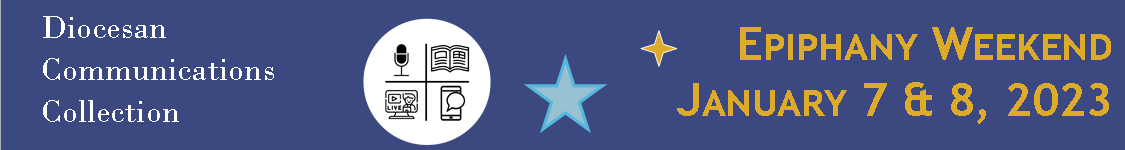 Diocesan
Communications
Collection
LIVE
EPIPHANY WEEKEND
JANUARY 7 & 8, 2023